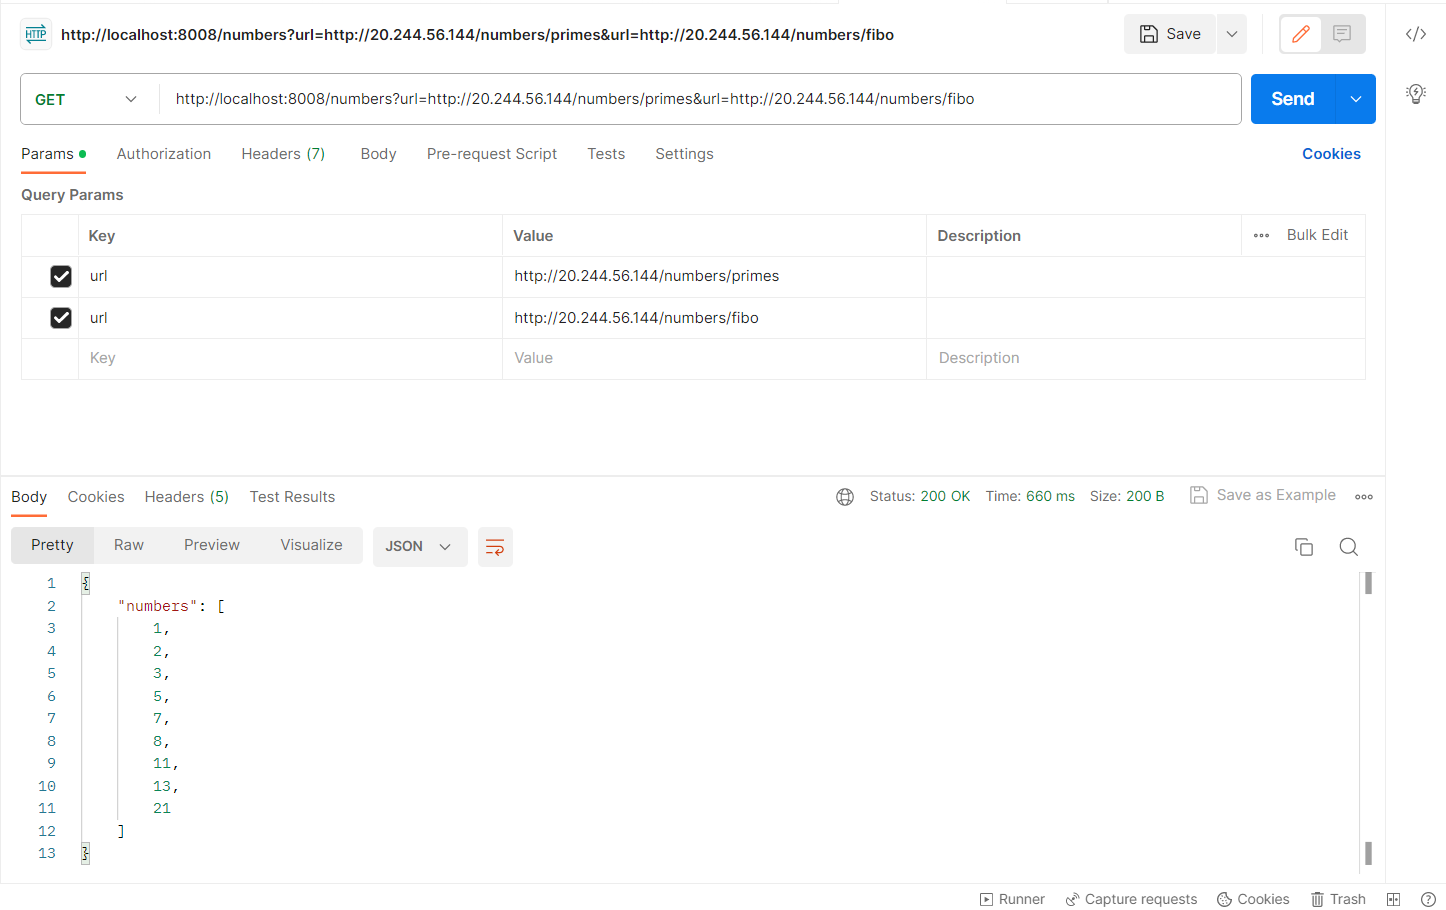 HTTP http://localhost:8008/numbers?url=http://20.244.56.144/numbers/primes&url=http://20.244.56.144/numbers/fibo Save </>
GET http://localhost:8008/numbers?url=http://20.244.56.144/numbers/primes&url=http://20.244.56.144/numbers/fibo Send
Params Authorization Headers (7) Body Pre-request Script Tests Settings Cookies
Query Params
Key Value Description Bulk Edit
url http://20.244.56.144/numbers/primes
url http://20.244.56.144/numbers/fibo
Key Value Description
Body Cookies Headers (5) Test Results Status: 200 OK Time: 660 ms Size: 200 B Save as Example
Pretty Raw Preview Visualize JSON
1 {
2 "numbers": [
3 1,
4 2,
5 3,
6 5,
7 7,
8 8,
9 11,
10 13,
11 21
12 ]
13 }
Runner Capture requests Cookies Trash